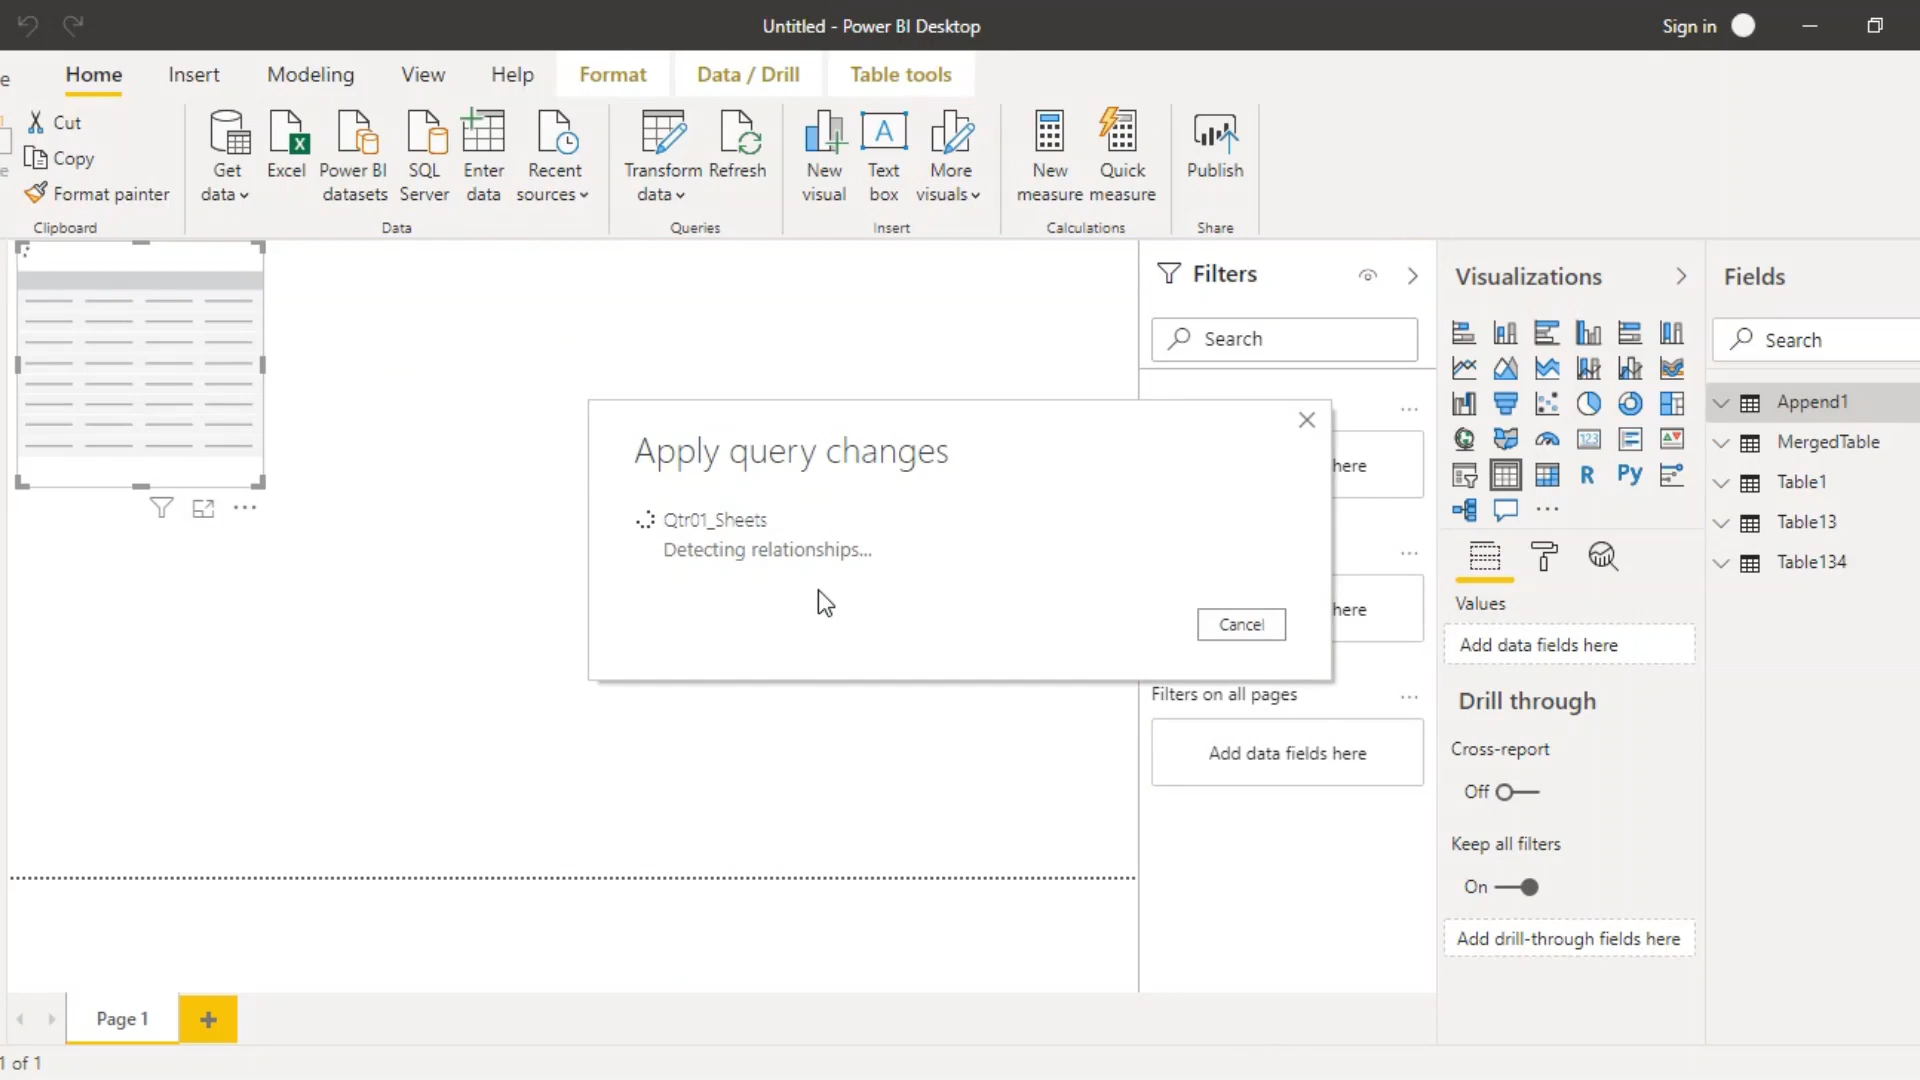 Untitled - Power BI Desktop
Sign in
e
Home
Insert
Modeling
View
Help
Format
Data / Drill
Table tools
Cut
Copy
Format painter
Clipboard
Get data
Excel
Power BI datasets
SQL Server
Enter data
Recent sources
Data
Transform data
Refresh
Queries
New visual
A
Text box
More visuals
Insert
New measure
Quick measure
Calculations
Publish
Share
Filters
Search
here
here
Filters on all pages
Add data fields here
Apply query changes
Qtr01_Sheets
Detecting relationships...
Cancel
Visualizations
123
R
Py
Values
Add data fields here
Drill through
Cross-report
Off
Keep all filters
On
Add drill-through fields here
Fields
Search
Append1
MergedTable
Table1
Table13
Table134
Page 1
1 of 1